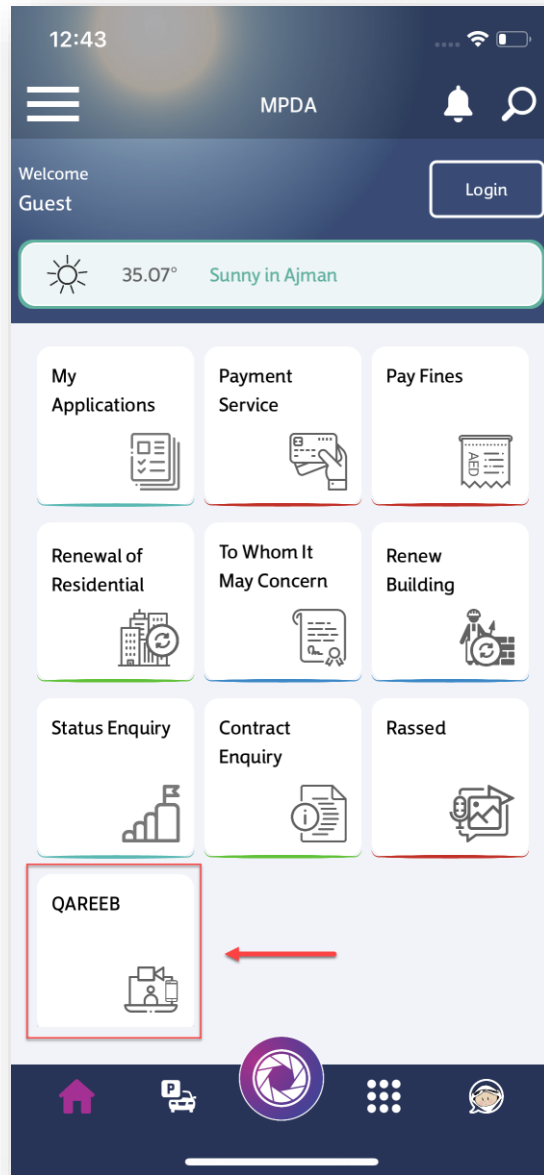 12:43
MPDA
Welcome
Guest
Login
35.07° Sunny in Ajman
My
Applications
Payment
Service
Pay Fines
AED
Renewal of
Residential
To Whom It
May Concern
Renew
Building
Status Enquiry
Contract
Enquiry
Rassed
QAREEB
P